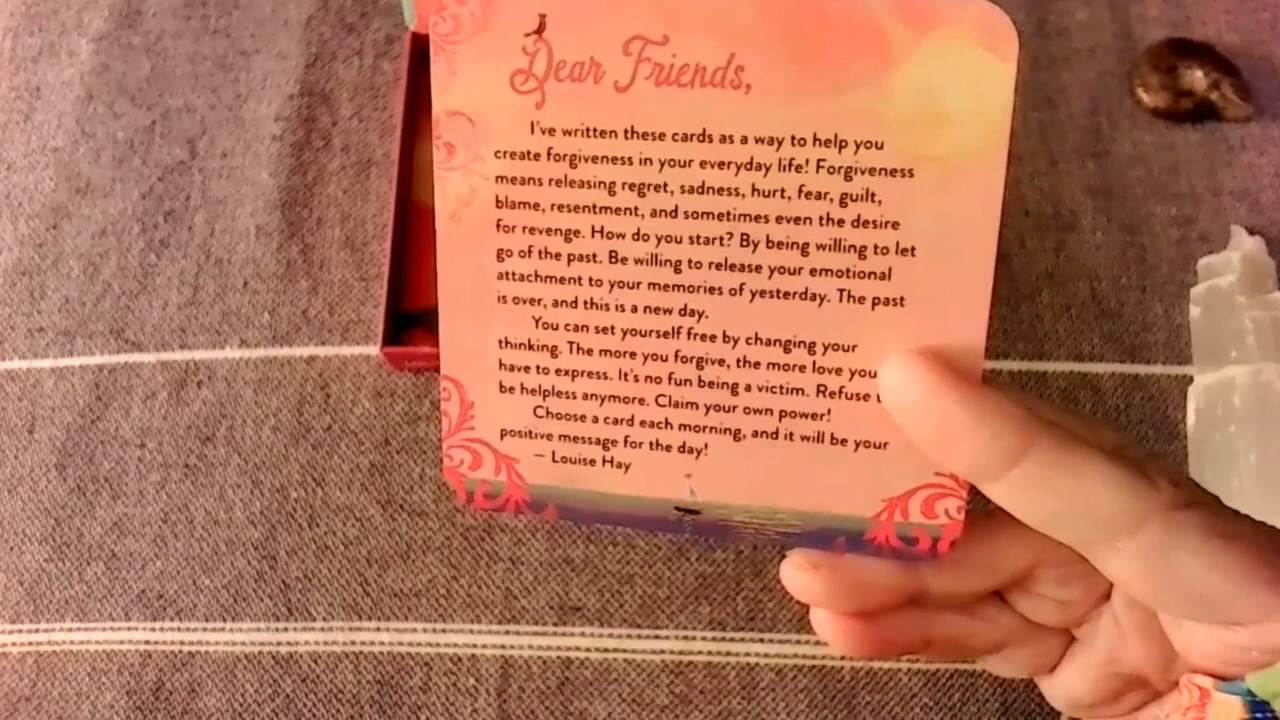 Dear Friends,
I've written these cards as a way to help you
create forgiveness in your everyday life! Forgiveness
means releasing regret, sadness, hurt, fear, guilt,
blame, resentment, and sometimes even the desire
for revenge. How do you start? By being willing to let
go of the past. Be willing to release your emotional
attachment to your memories of yesterday. The past
is over, and this is a new day.
You can set yourself free by changing your
thinking. The more you forgive, the more love you
have to express. It's no fun being a victim. Refuse
be helpless anymore. Claim your own power!
Choose a card each morning, and it will be your
positive message for the day!
– Louise Hay